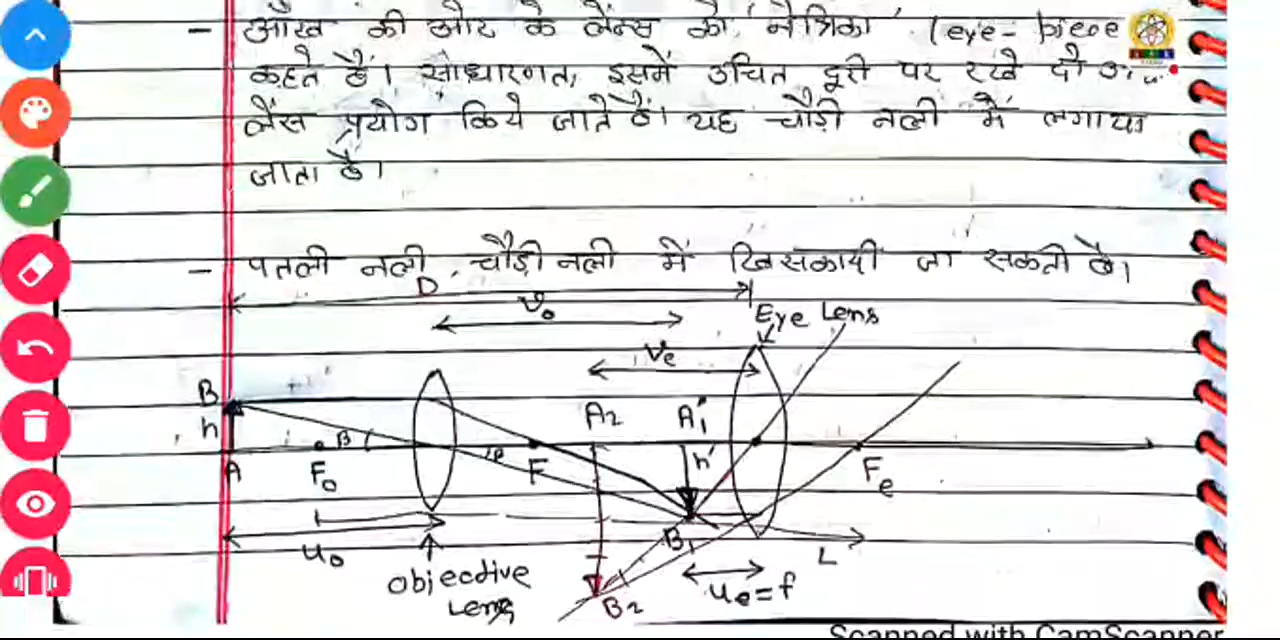 - आँख की ओर के लेंस को 'नेत्रिका' (eye-piece
कहते हैं। साधारणत, इसमें उचित दूरी पर रखे दो
लेंस प्रयोग किये जाते हैं। यह चौड़ी नली में लगाया
जाता है।
- पतली नली, चौड़ी नली में खिसकायी जा सकती है।
D
v₀
Eye Lens
Ve
B
A₂ A₁'
h
β
β
h'
A F₀ F Fe
B₁
u₀
L
Objective
Lens
ue=f
B₂
Scanned with CamScanner